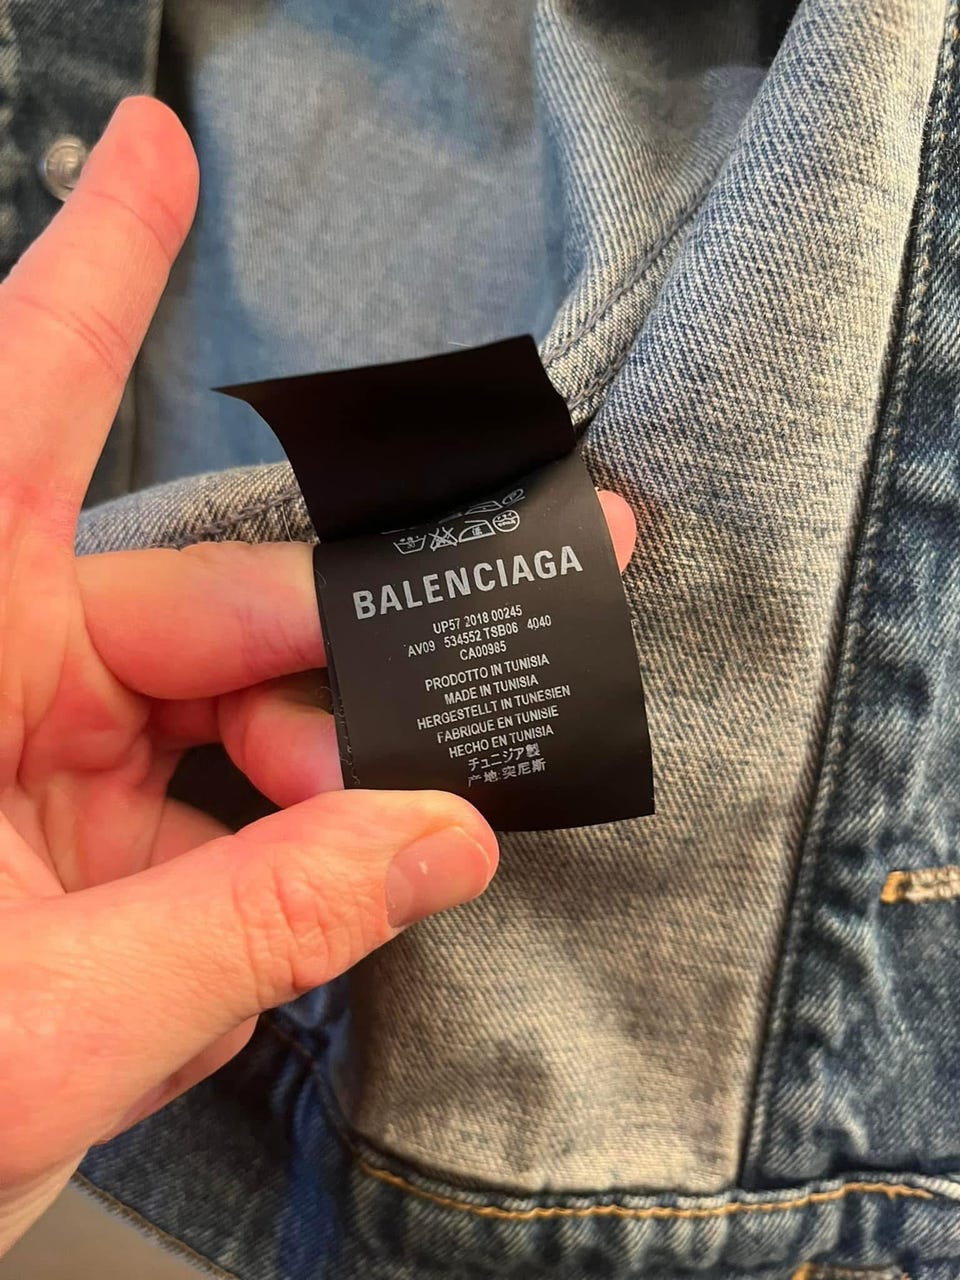 BALENCIAGA
UP57 2018 00245
AV09 534552 TSB06 4040
CA00985
PRODOTTO IN TUNISIA
MADE IN TUNISIA
HERGESTELLT IN TUNESIEN
FABRIQUE EN TUNISIE
HECHO EN TUNISIA
チュニジア製
产地:突尼斯